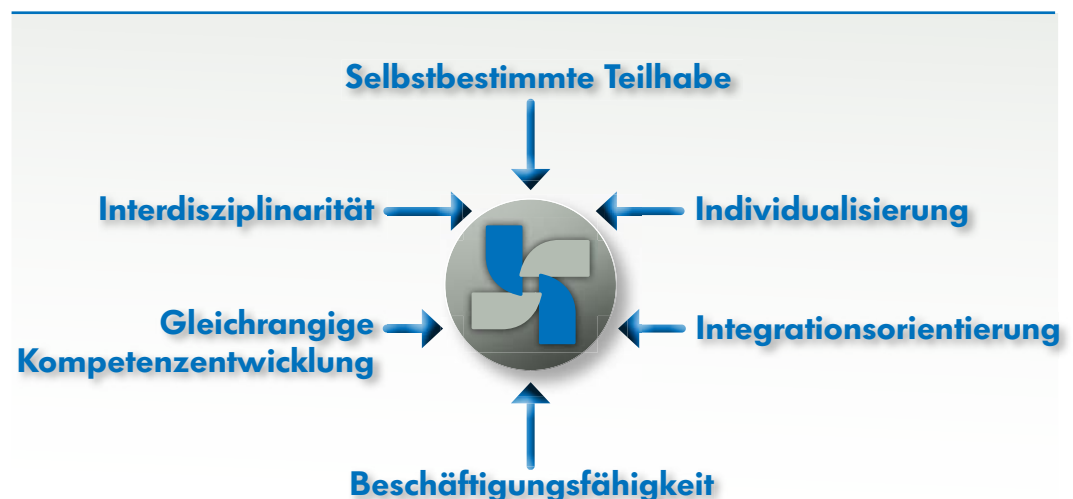 Selbstbestimmte Teilhabe
Interdisziplinarität
Individualisierung
Gleichrangige
Kompetenzentwicklung
Integrationsorientierung
Beschäftigungsfähigkeit